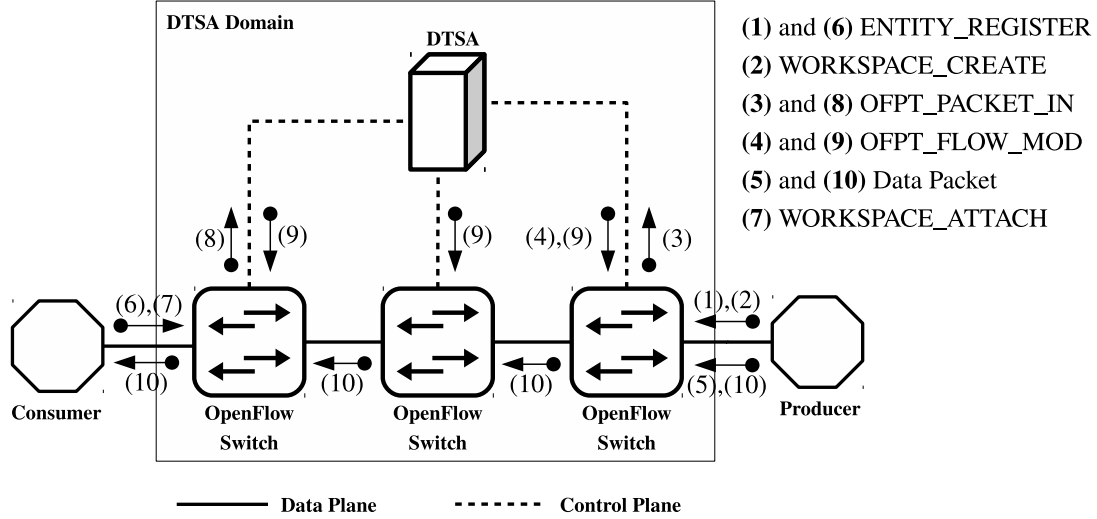 DTSA Domain
DTSA
(1) and (6) ENTITY_REGISTER
(2) WORKSPACE_CREATE
(3) and (8) OFPT_PACKET_IN
(4) and (9) OFPT_FLOW_MOD
(5) and (10) Data Packet
(7) WORKSPACE_ATTACH
(8)
(9)
(9)
(4),(9)
(3)
(6),(7)
(1),(2)
(10)
(10)
(10)
(5),(10)
Consumer
OpenFlow
Switch
OpenFlow
Switch
OpenFlow
Switch
Producer
Data Plane
Control Plane